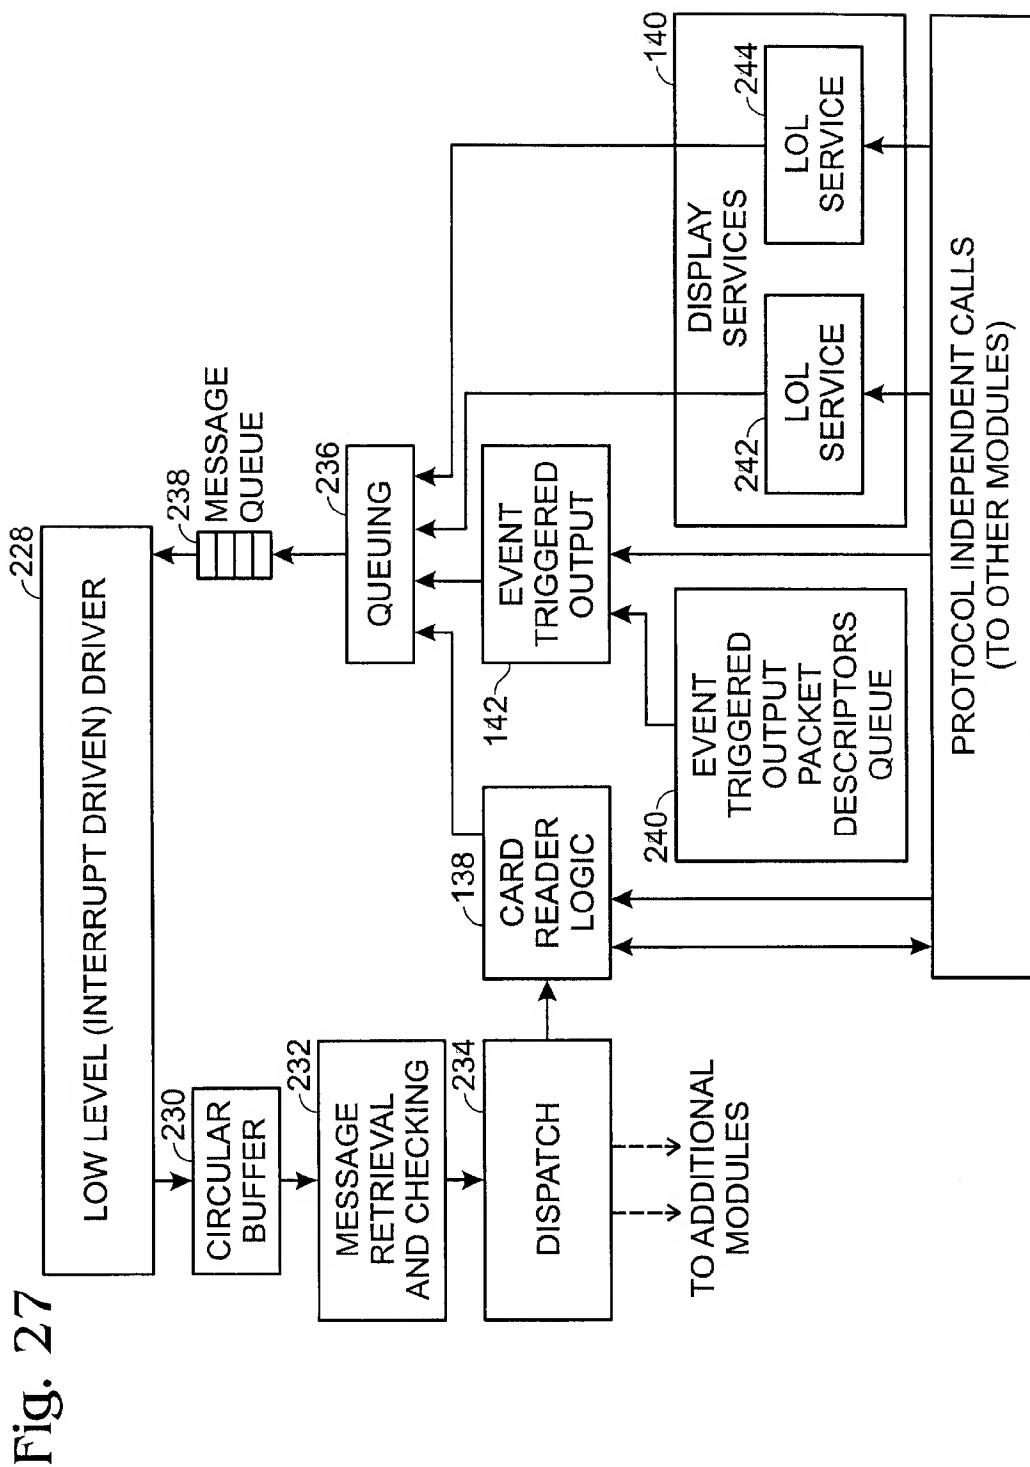 Fig. 27
LOW LEVEL (INTERRUPT DRIVEN) DRIVER
228
230
CIRCULAR
BUFFER
232
MESSAGE
RETRIEVAL
AND CHECKING
234
DISPATCH
TO ADDITIONAL
MODULES
138
CARD
READER
LOGIC
238
MESSAGE
QUEUE
236
QUEUING
142
EVENT
TRIGGERED
OUTPUT
240
EVENT
TRIGGERED
OUTPUT
PACKET
DESCRIPTORS
QUEUE
140
DISPLAY
SERVICES
242
LOL
SERVICE
244
LOL
SERVICE
PROTOCOL INDEPENDENT CALLS
(TO OTHER MODULES)